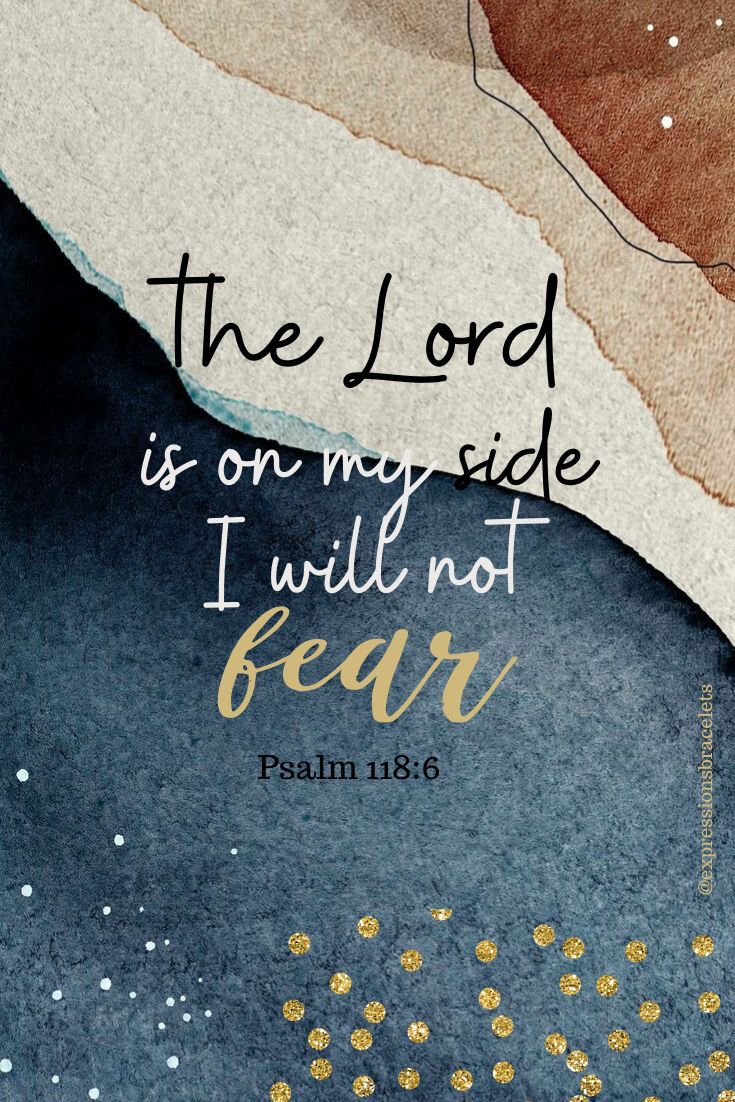 the Lord
is on my side
I will not
fear
Psalm 118:6
@expressionsbracelets